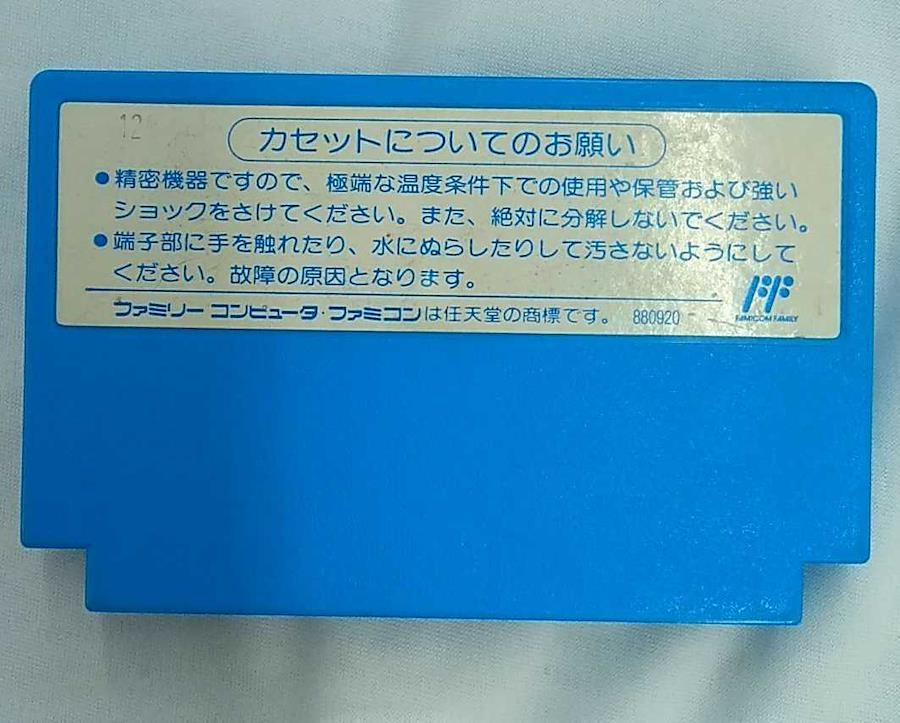 12
カセットについてのお願い
●精密機器ですので、極端な温度条件下での使用や保管および強い
ショックをさけてください。また、絶対に分解しないでください。
●端子部に手を触れたり、水にぬらしたりして汚さないようにして
ください。故障の原因となります。
FAMICOM FAMILY
ファミリー コンピュータ・ファミコンは任天堂の商標です。 880920